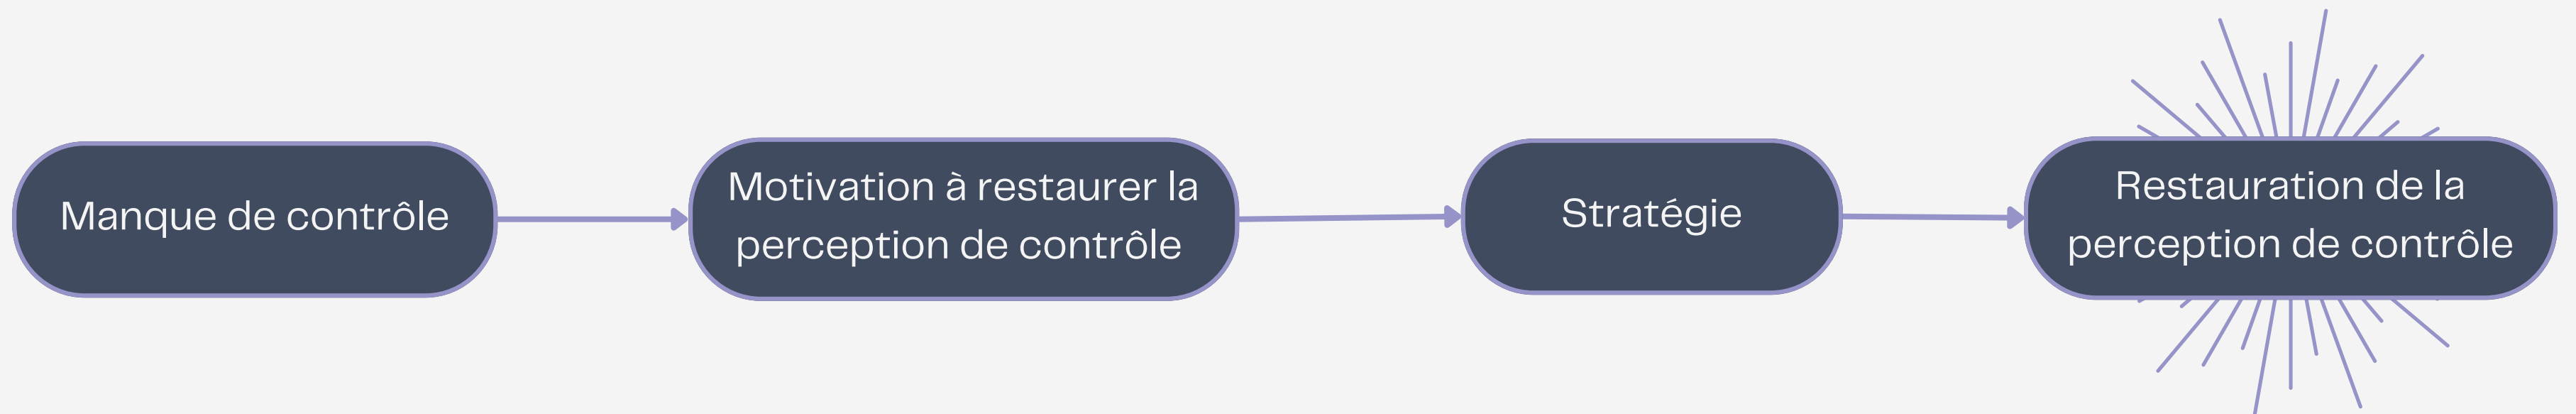 Manque de contrôle
Motivation à restaurer la
perception de contrôle
Stratégie
Restauration de la
perception de contrôle